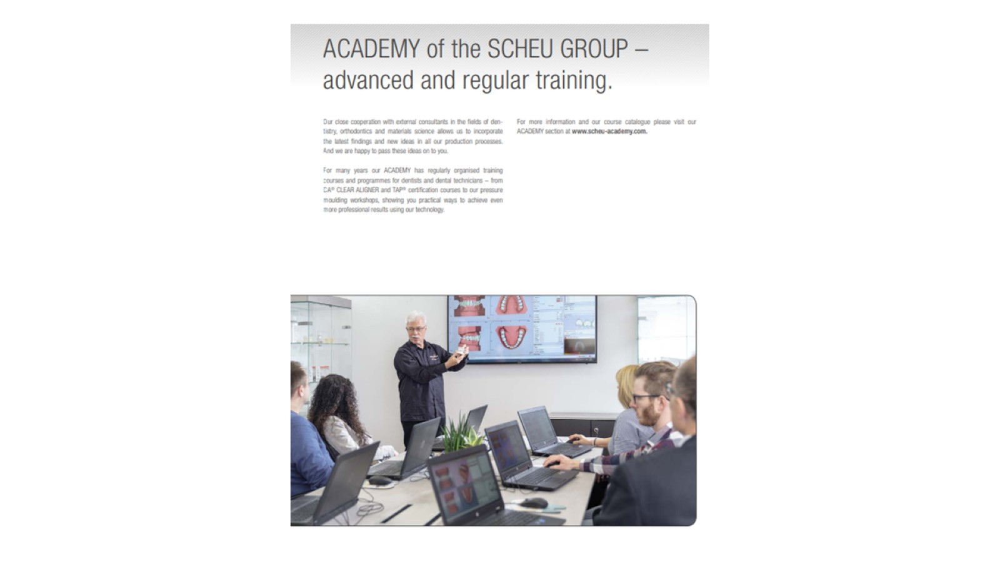 ACADEMY of the SCHEU GROUP –
advanced and regular training.
Our close cooperation with external consultants in the fields of den-
tistry, orthodontics and materials science allows us to incorporate
the latest findings and new ideas in all our production processes.
And we are happy to pass these ideas on to you.
For many years our ACADEMY has regularly organised training
courses and programmes for dentists and dental technicians – from
CA® CLEAR ALIGNER and TAP® certification courses to our pressure
moulding workshops, showing you practical ways to achieve even
more professional results using our technology.
For more information and our course catalogue please visit our
ACADEMY section at www.scheu-academy.com.